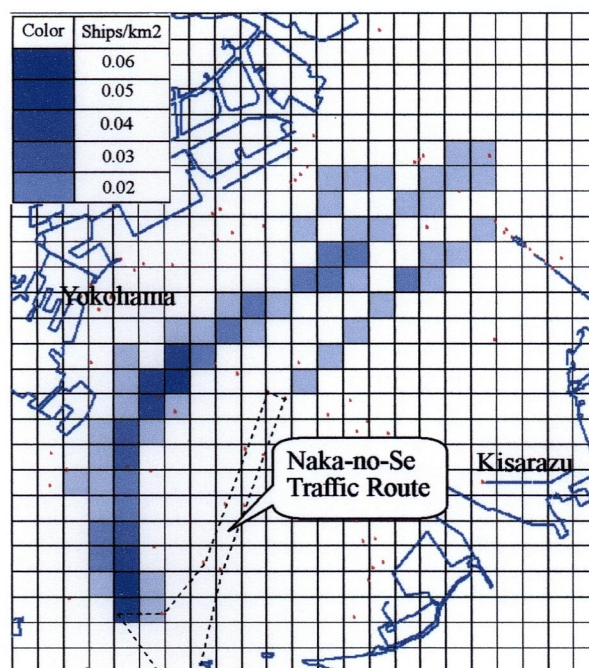 Color Ships/km2
0.06
0.05
0.04
0.03
0.02
Yokohama
Naka-no-Se
Traffic Route
Kisarazu